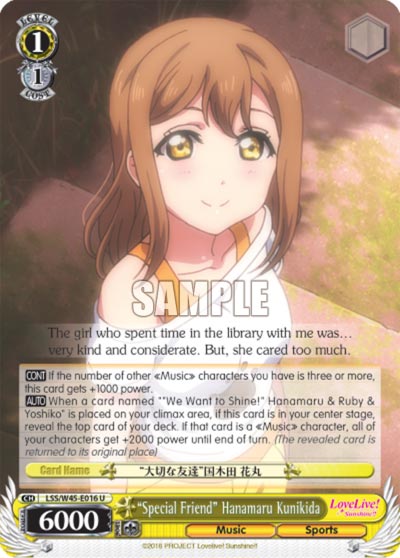 LEVEL
1
1
COST
SAMPLE
The girl who spent time in the library with me was...
very kind and considerate. But, she cared too much.
CONT If the number of other «Music» characters you have is three or more,
this card gets +1000 power.
AUTO When a card named ""We Want to Shine!" Hanamaru & Ruby &
Yoshiko" is placed on your climax area, if this card is in your center stage,
reveal the top card of your deck. If that card is a «Music» character, all of
your characters get +2000 power until end of turn. (The revealed card is
returned to its original place)
Card Name
“大切な友達”国木田 花丸
CH LSS/W45-E016 U
“Special Friend” Hanamaru Kunikida
LoveLive!
Sunshine!!
6000
Music
Sports
©2016 PROJECT Lovelive! Sunshine!!